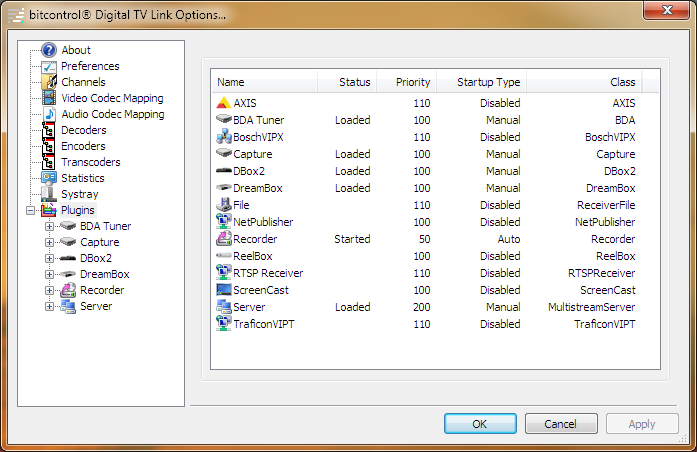 bitcontrol® Digital TV Link Options...
About
Preferences
Channels
Video Codec Mapping
Audio Codec Mapping
Decoders
Encoders
Transcoders
Statistics
Systray
Plugins
BDA Tuner
Capture
DBox2
DreamBox
Recorder
Server
Name Status Priority Startup Type Class
AXIS 110 Disabled AXIS
BDA Tuner Loaded 100 Manual BDA
BoschVIPX 110 Disabled BoschVIPX
Capture Loaded 100 Manual Capture
DBox2 Loaded 100 Manual DBox2
DreamBox Loaded 100 Manual DreamBox
File 110 Disabled ReceiverFile
NetPublisher 100 Disabled NetPublisher
Recorder Started 50 Auto Recorder
ReelBox 100 Disabled ReelBox
RTSP Receiver 110 Disabled RTSPReceiver
ScreenCast 100 Disabled ScreenCast
Server Loaded 200 Manual MultistreamServer
TraficonVIPT 110 Disabled TraficonVIPT
OK Cancel Apply